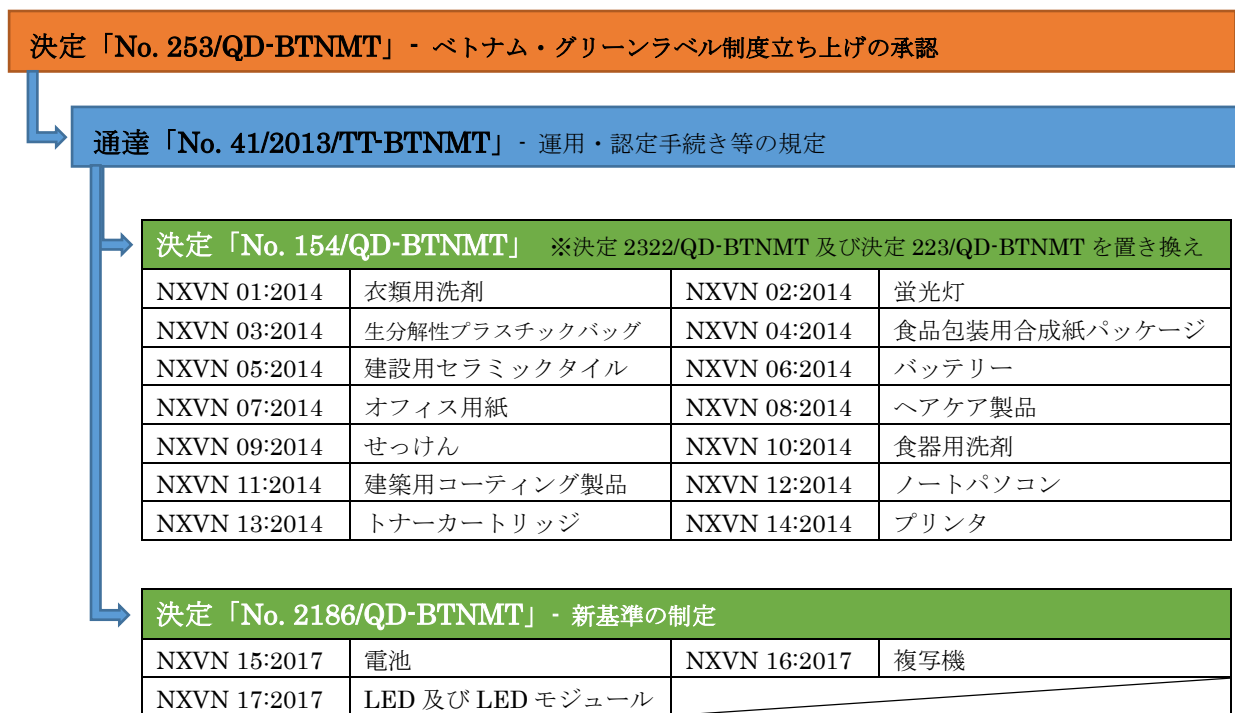 決定「No. 253/QD-BTNMT」- ベトナム・グリーンラベル制度立ち上げの承認
通達「No. 41/2013/TT-BTNMT」- 運用・認定手続き等の規定
決定「No. 154/QD-BTNMT」 ※決定 2322/QD-BTNMT 及び決定 223/QD-BTNMT を置き換え
NXVN 01:2014 衣類用洗剤 NXVN 02:2014 蛍光灯
NXVN 03:2014 生分解性プラスチックバッグ NXVN 04:2014 食品包装用合成紙パッケージ
NXVN 05:2014 建設用セラミックタイル NXVN 06:2014 バッテリー
NXVN 07:2014 オフィス用紙 NXVN 08:2014 ヘアケア製品
NXVN 09:2014 せっけん NXVN 10:2014 食器用洗剤
NXVN 11:2014 建築用コーティング製品 NXVN 12:2014 ノートパソコン
NXVN 13:2014 トナーカートリッジ NXVN 14:2014 プリンタ
決定「No. 2186/QD-BTNMT」- 新基準の制定
NXVN 15:2017 電池 NXVN 16:2017 複写機
NXVN 17:2017 LED 及び LED モジュール